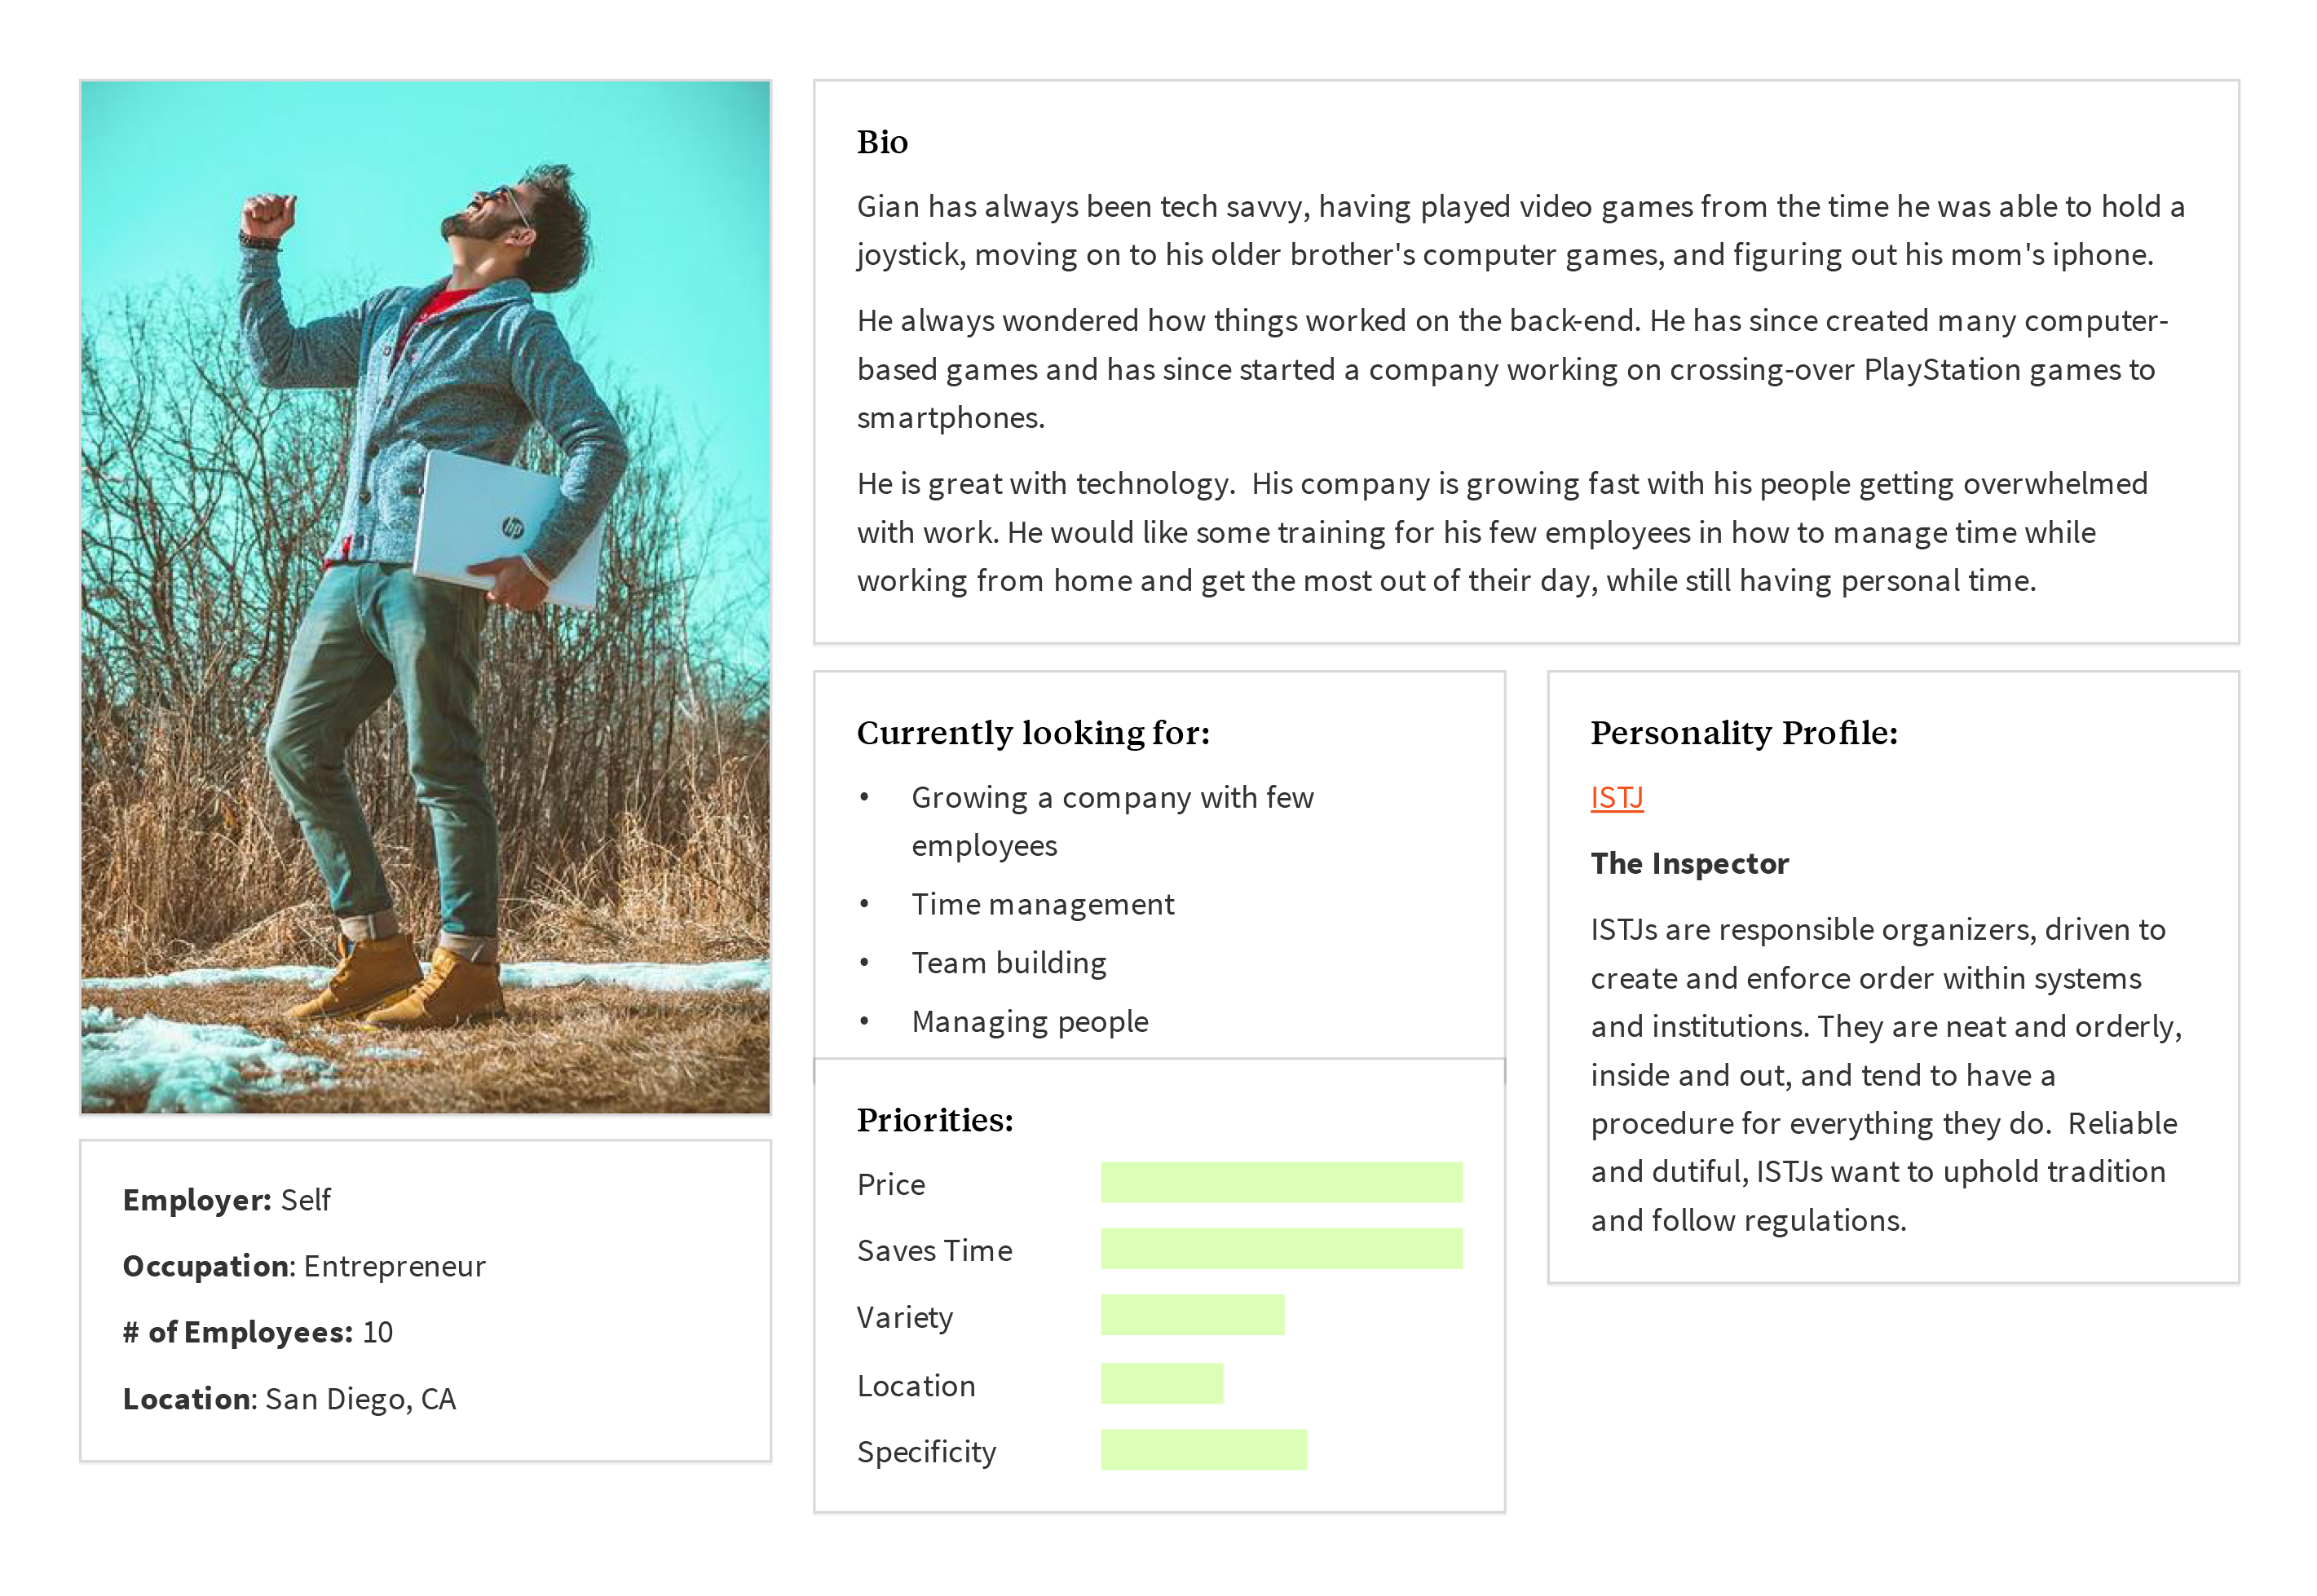 Bio
Gian has always been tech savvy, having played video games from the time he was able to hold a
joystick, moving on to his older brother's computer games, and figuring out his mom's iphone.
He always wondered how things worked on the back-end. He has since created many computer-
based games and has since started a company working on crossing-over PlayStation games to
smartphones.
He is great with technology.  His company is growing fast with his people getting overwhelmed
with work. He would like some training for his few employees in how to manage time while
working from home and get the most out of their day, while still having personal time.
hp
Employer: Self
Occupation: Entrepreneur
# of Employees: 10
Location: San Diego, CA
Currently looking for:
• Growing a company with few
employees
• Time management
• Team building
• Managing people
Priorities:
Price
Saves Time
Variety
Location
Specificity
Personality Profile:
ISTJ
The Inspector
ISTJs are responsible organizers, driven to
create and enforce order within systems
and institutions. They are neat and orderly,
inside and out, and tend to have a
procedure for everything they do.  Reliable
and dutiful, ISTJs want to uphold tradition
and follow regulations.